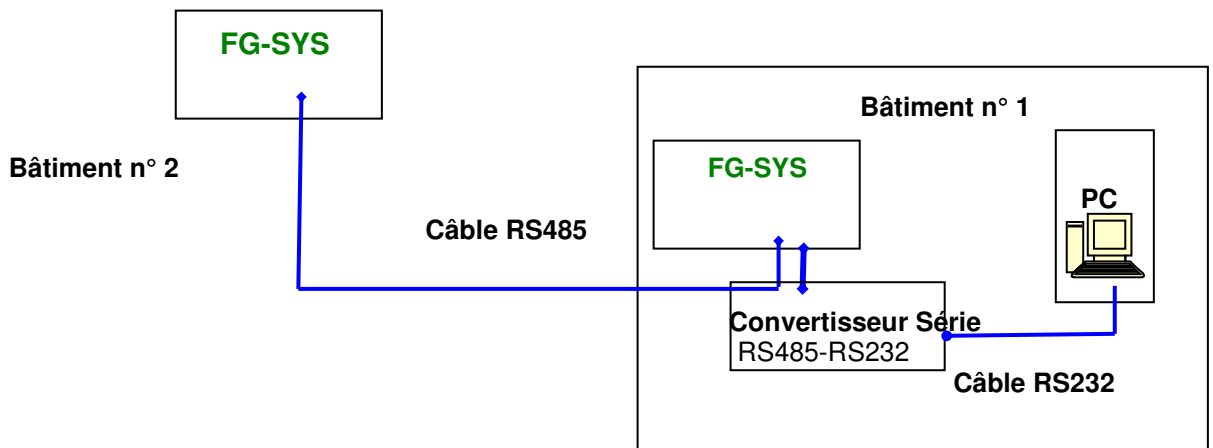 FG-SYS
Bâtiment n° 1
Bâtiment n° 2
FG-SYS
PC
Câble RS485
Convertisseur Série
RS485-RS232
Câble RS232